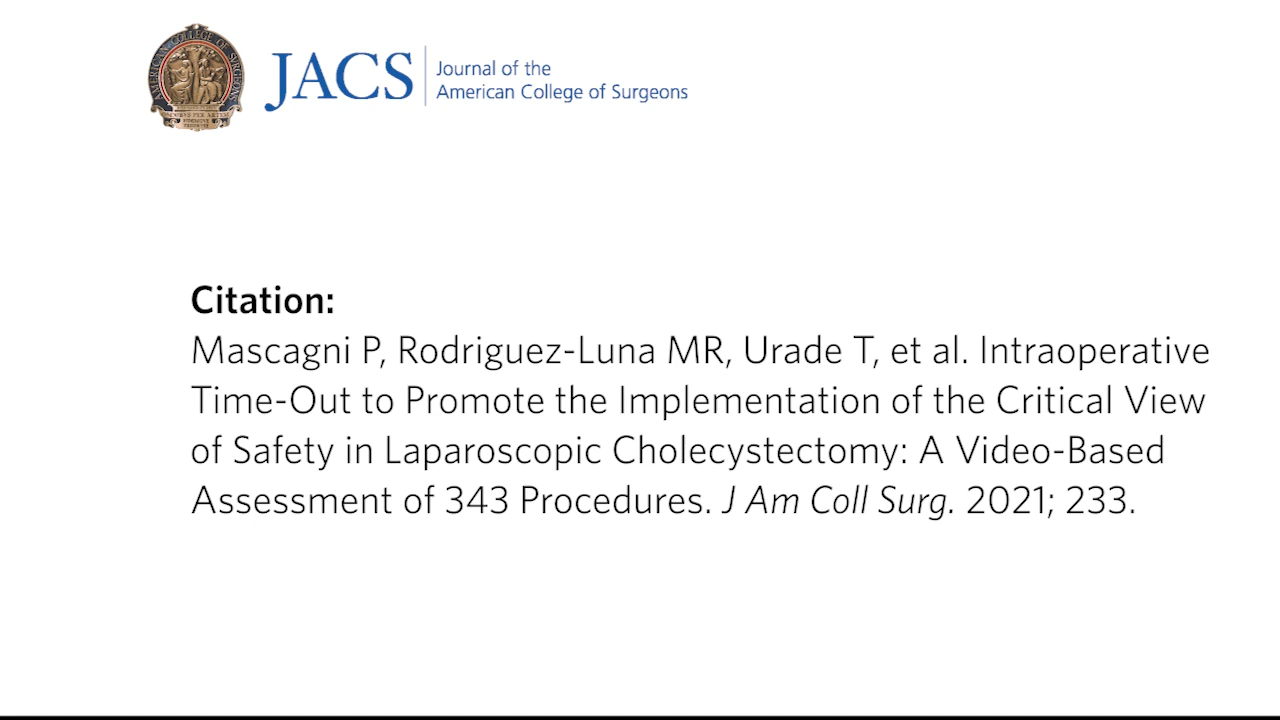 JACS
Journal of the
American College of Surgeons
Citation:
Mascagni P, Rodriguez-Luna MR, Urade T, et al. Intraoperative
Time-Out to Promote the Implementation of the Critical View
of Safety in Laparoscopic Cholecystectomy: A Video-Based
Assessment of 343 Procedures. J Am Coll Surg. 2021; 233.